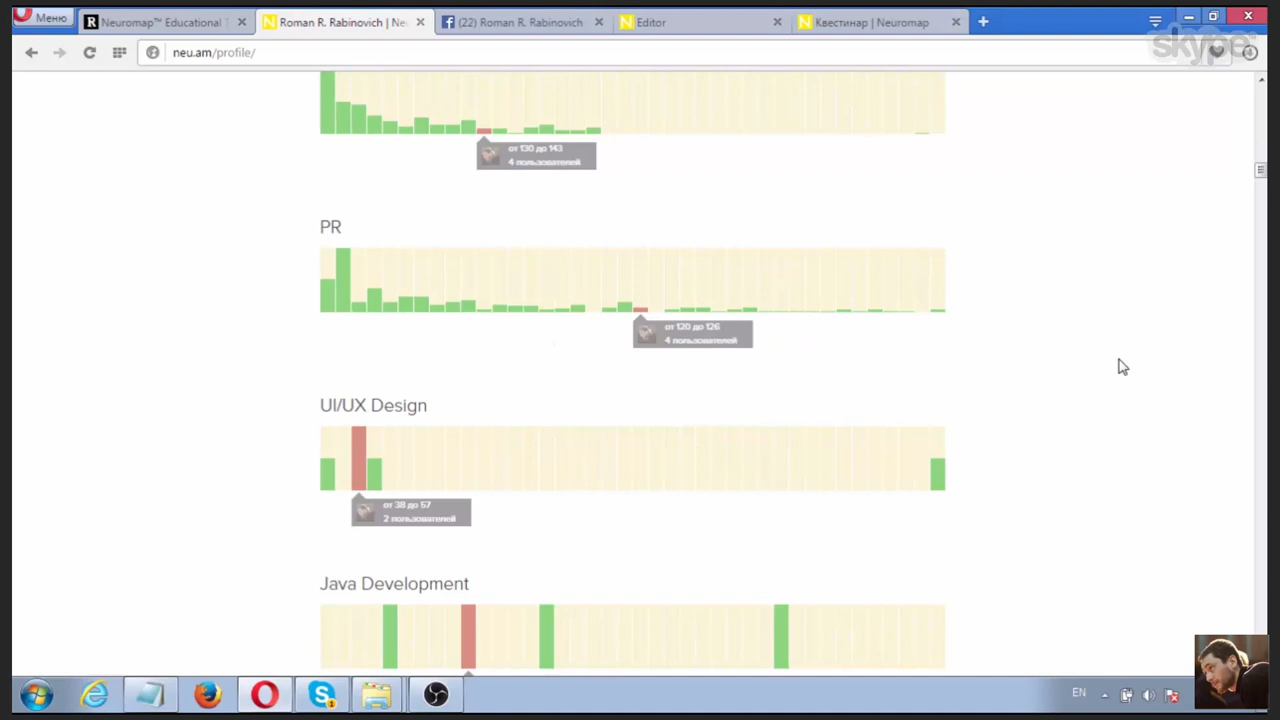 Меню
Neuromap™ Educational T
Roman R. Rabinovich | Ne
(22) Roman R. Rabinovich
Editor
Квестинар | Neuromap
neu.am/profile/
skype
от 130 до 143
4 пользователей
PR
от 120 до 126
4 пользователей
UI/UX Design
от 38 до 57
2 пользователей
Java Development
EN